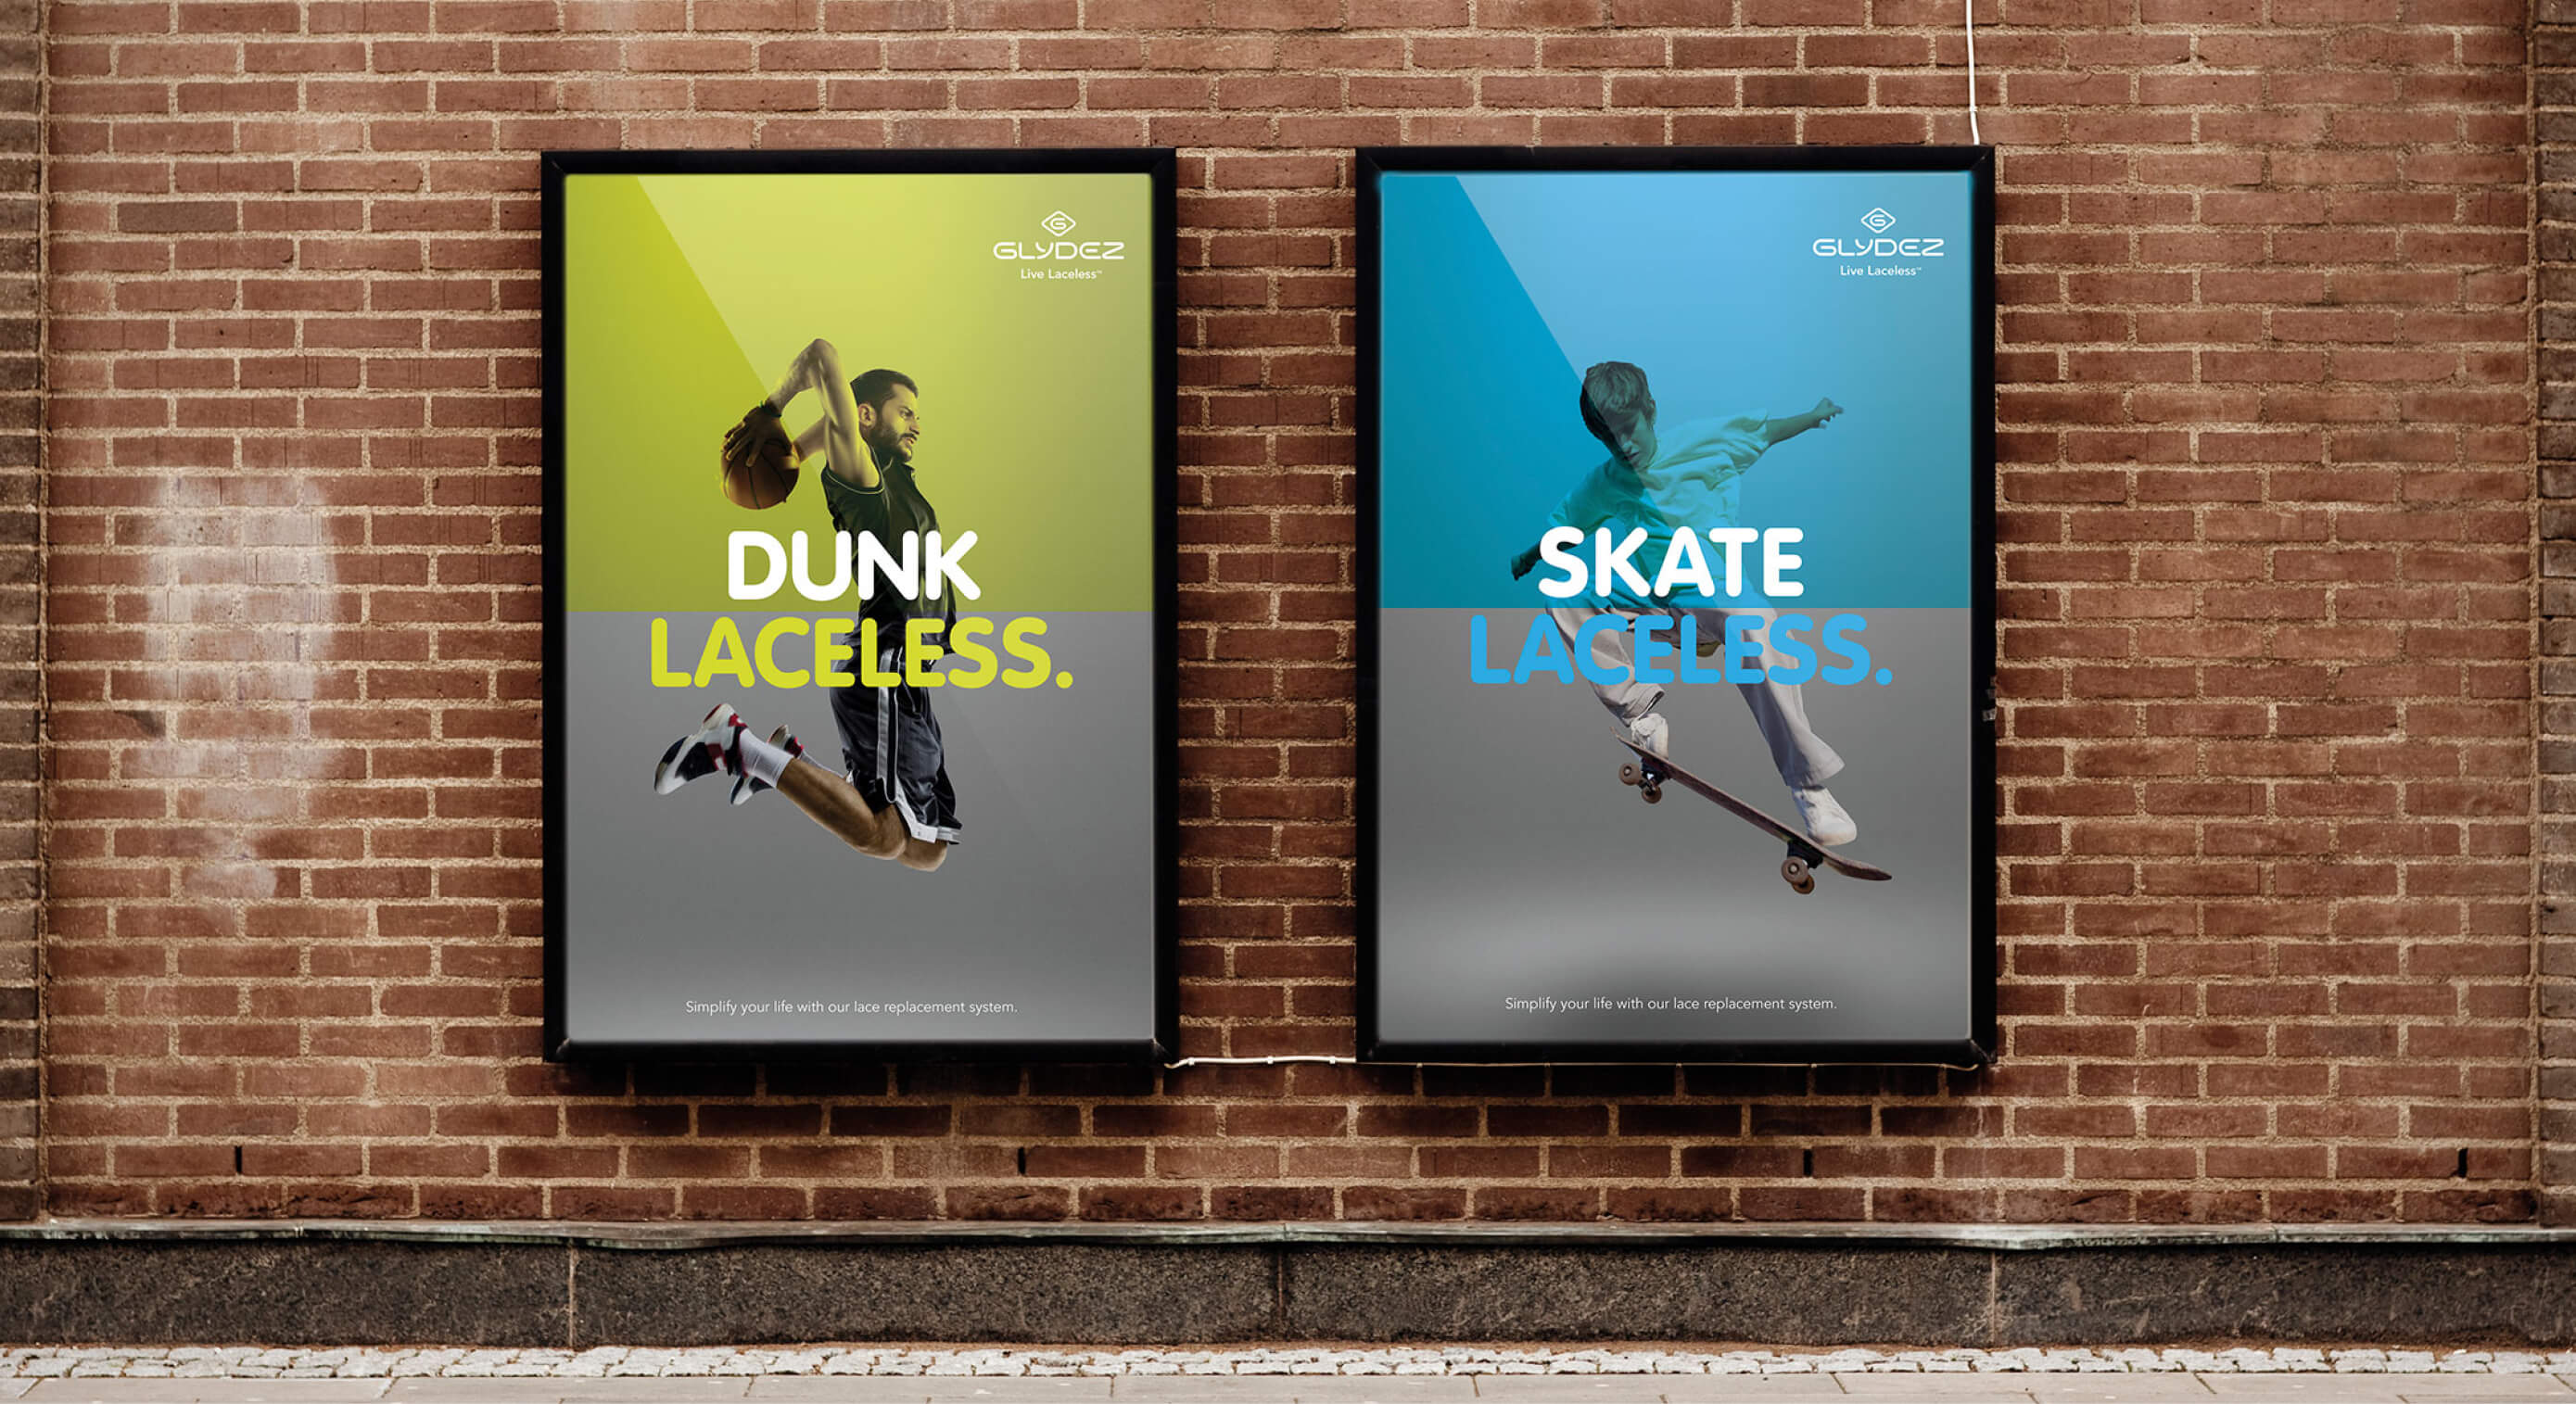 GLYDEZ
Live Laceless™
DUNK
LACELESS.
Simplify your life with our lace replacement system.
GLYDEZ
Live Laceless™
SKATE
LACELESS.
Simplify your life with our lace replacement system.